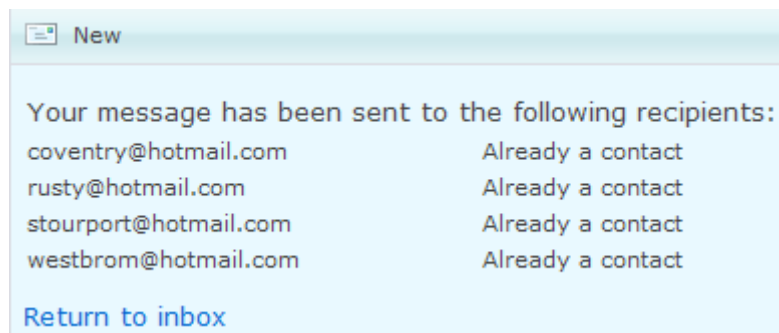 New
Your message has been sent to the following recipients:
coventry@hotmail.com Already a contact
rusty@hotmail.com Already a contact
stourport@hotmail.com Already a contact
westbrom@hotmail.com Already a contact
Return to inbox